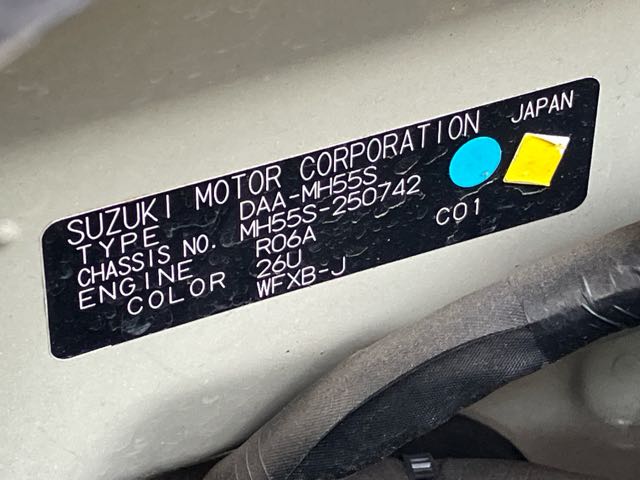 SUZUKI MOTOR CORPORATION JAPAN
TYPE DAA-MH55S
CHASSIS NO. MH55S-250742
ENGINE R06A C01
COLOR 26U
WFXB-J